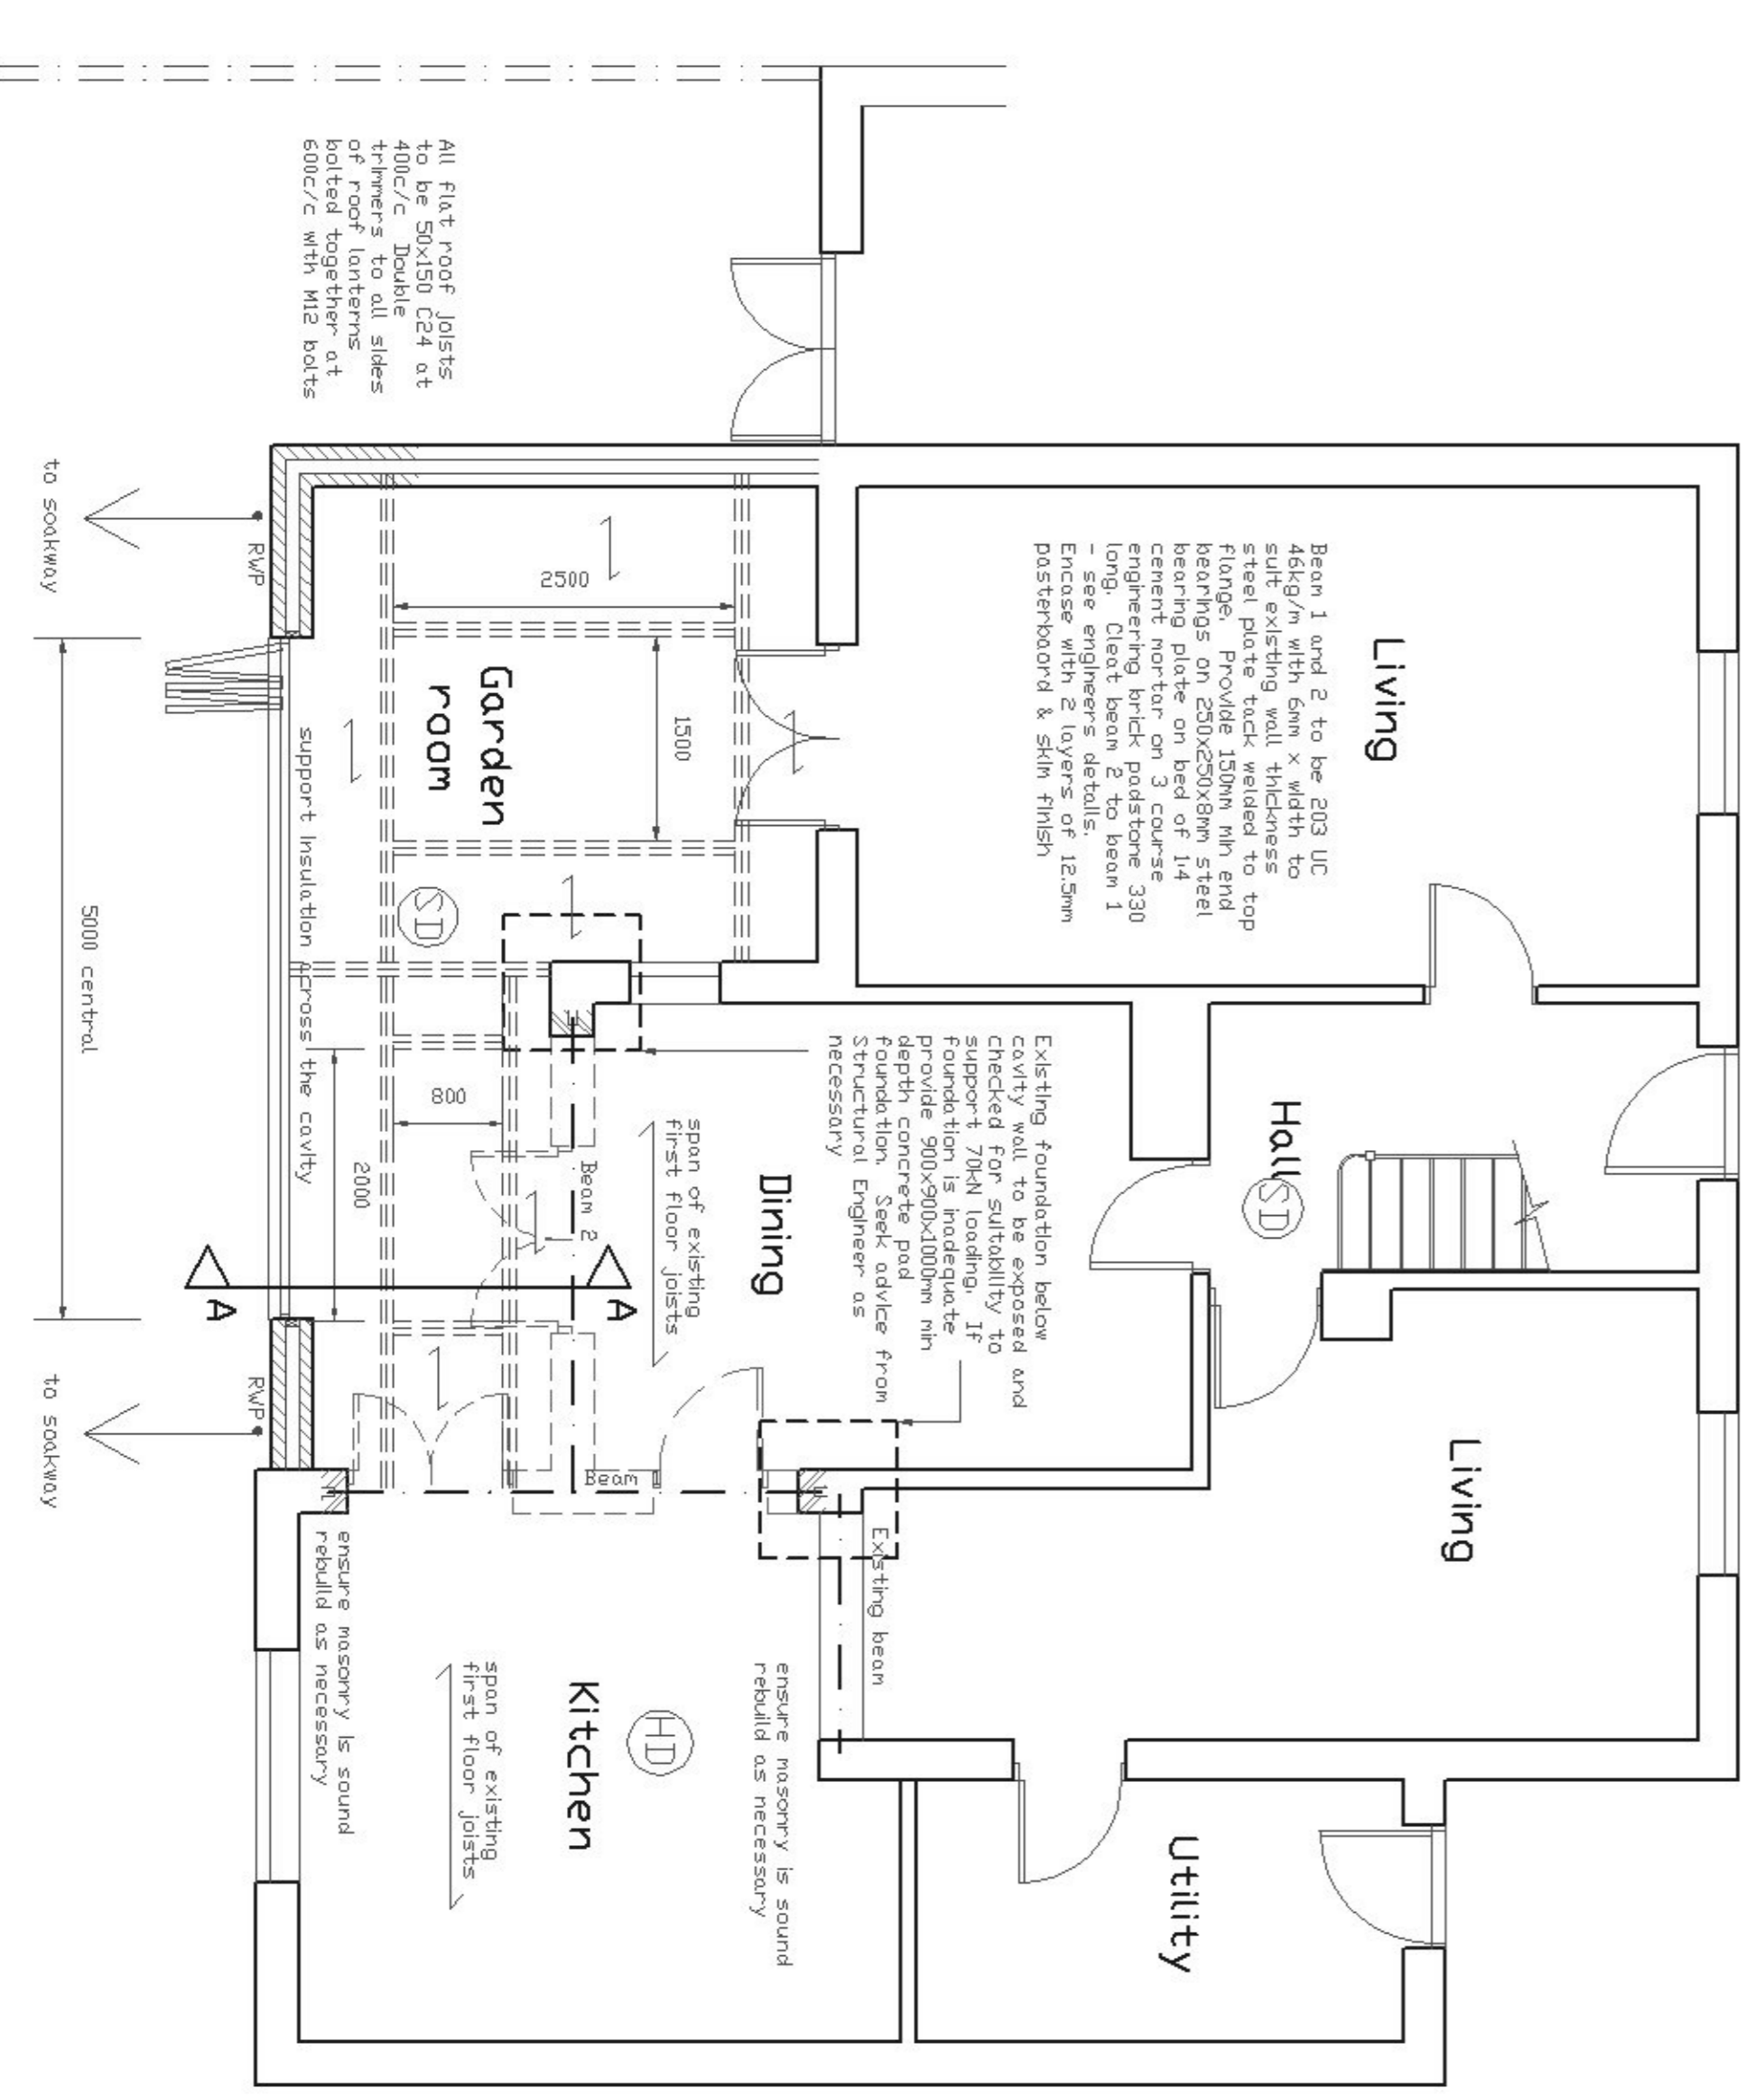 Living
Beam 1 and 2 to be 203 UC
46kg/m with 6mm x width to
suit existing wall thickness
steel plate tack welded to top
flange. Provide 150mm min end
bearings on 250x250x8mm steel
bearing plate on bed of 1:4
cement mortar on 3 course
engineering brick padstone 330
long. Cleat beam 2 to beam 1
- see engineers details.
Encase with 2 layers of 12.5mm
pasterbaord & skim finish
Hall
SD
Living
Utility
Existing foundation below
cavity wall to be exposed and
checked for suitability to
support 70kN loading. If
foundation is inadequate
provide 900x900x1000mm min
depth concrete pad
foundation. Seek advice from
Structural Engineer as
necessary
Dining
span of existing
first floor joists
Existing beam
ensure masonry is sound
rebuild as necessary
HD
Kitchen
span of existing
first floor joists
ensure masonry is sound
rebuild as necessary
Beam 1
Beam 2
1500
2500
Garden
room
SD
800
2000
A
A
support insulation across the cavity
All flat roof joists
to be 50x150 C24 at
400c/c Double
trimmers to all sides
of roof lanterns
bolted together at
600c/c with M12 bolts
RWP
RWP
5000 central
to soakway
to soakway